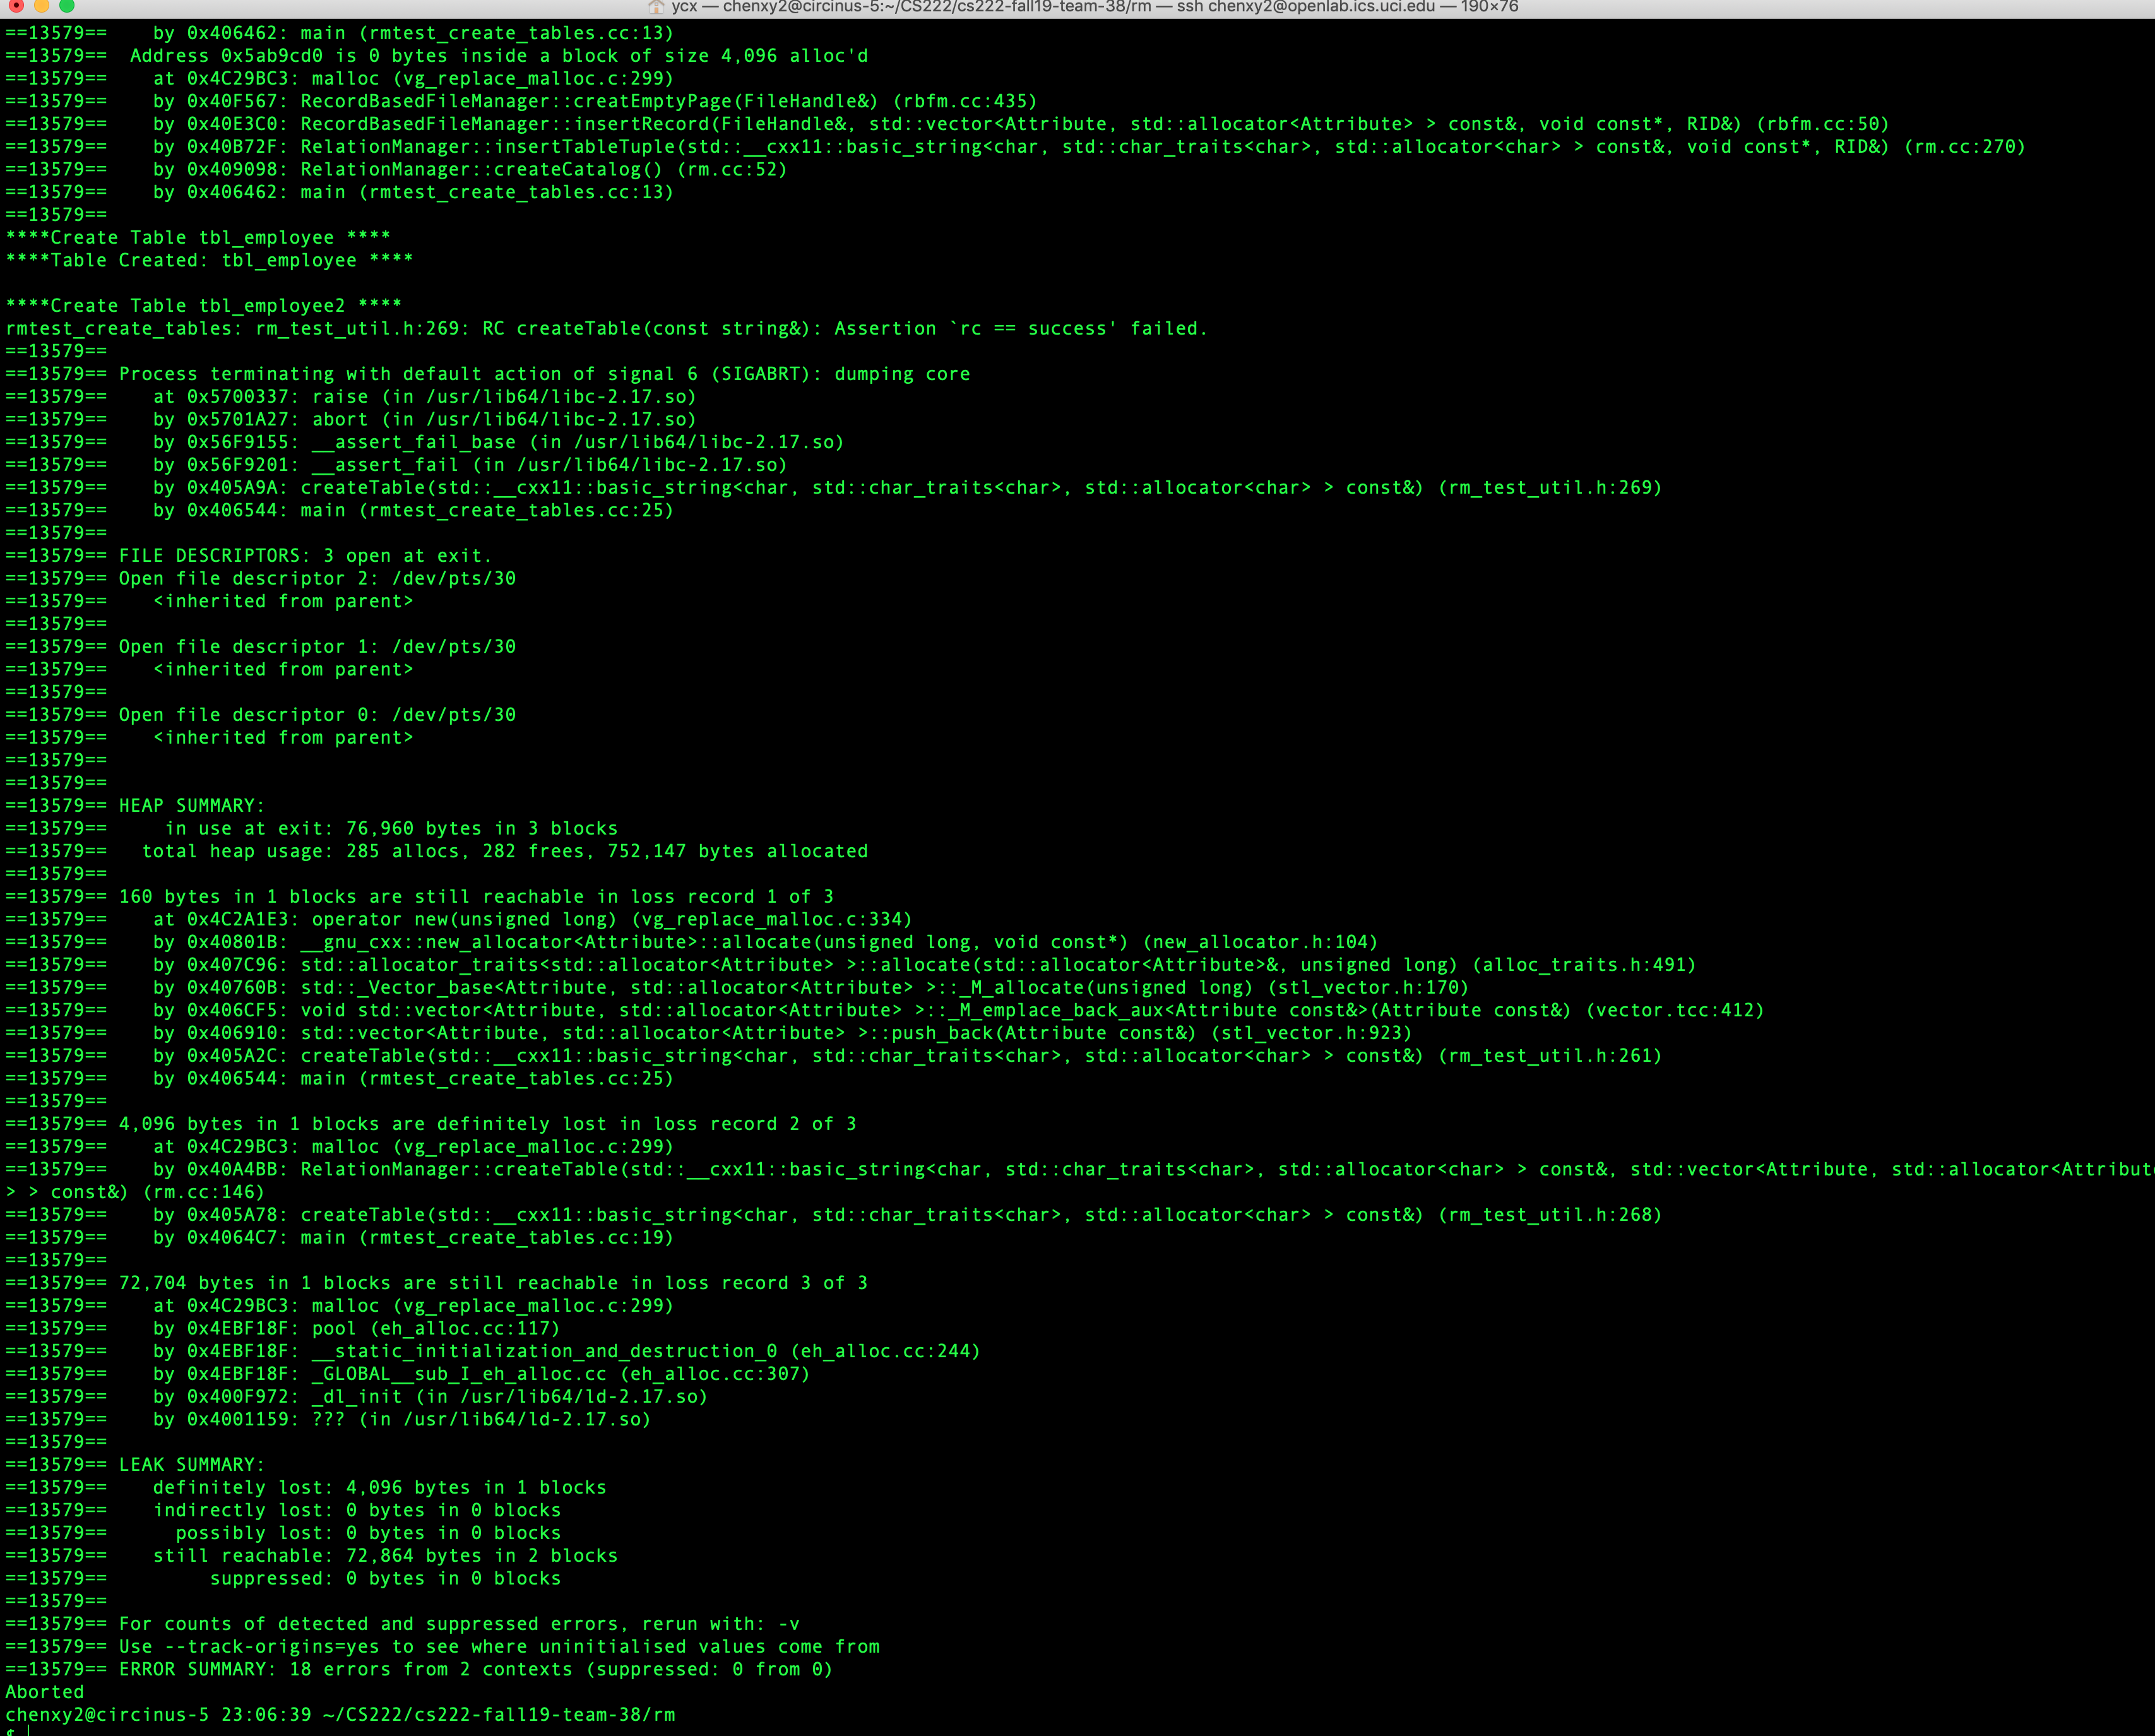 ycx — chenxy2@circinus-5:~/CS222/cs222-fall19-team-38/rm — ssh chenxy2@openlab.ics.uci.edu — 190×76
==13579==    by 0x406462: main (rmtest_create_tables.cc:13)
==13579==  Address 0x5ab9cd0 is 0 bytes inside a block of size 4,096 alloc'd
==13579==    at 0x4C29BC3: malloc (vg_replace_malloc.c:299)
==13579==    by 0x40F567: RecordBasedFileManager::creatEmptyPage(FileHandle&) (rbfm.cc:435)
==13579==    by 0x40E3C0: RecordBasedFileManager::insertRecord(FileHandle&, std::vector<Attribute, std::allocator<Attribute> > const&, void const*, RID&) (rbfm.cc:50)
==13579==    by 0x40B72F: RelationManager::insertTableTuple(std::__cxx11::basic_string<char, std::char_traits<char>, std::allocator<char> > const&, void const*, RID&) (rm.cc:270)
==13579==    by 0x409098: RelationManager::createCatalog() (rm.cc:52)
==13579==    by 0x406462: main (rmtest_create_tables.cc:13)
==13579==
****Create Table tbl_employee ****
****Table Created: tbl_employee ****

****Create Table tbl_employee2 ****
rmtest_create_tables: rm_test_util.h:269: RC createTable(const string&): Assertion `rc == success' failed.
==13579==
==13579== Process terminating with default action of signal 6 (SIGABRT): dumping core
==13579==    at 0x5700337: raise (in /usr/lib64/libc-2.17.so)
==13579==    by 0x5701A27: abort (in /usr/lib64/libc-2.17.so)
==13579==    by 0x56F9155: __assert_fail_base (in /usr/lib64/libc-2.17.so)
==13579==    by 0x56F9201: __assert_fail (in /usr/lib64/libc-2.17.so)
==13579==    by 0x405A9A: createTable(std::__cxx11::basic_string<char, std::char_traits<char>, std::allocator<char> > const&) (rm_test_util.h:269)
==13579==    by 0x406544: main (rmtest_create_tables.cc:25)
==13579==
==13579== FILE DESCRIPTORS: 3 open at exit.
==13579== Open file descriptor 2: /dev/pts/30
==13579==    <inherited from parent>
==13579==
==13579== Open file descriptor 1: /dev/pts/30
==13579==    <inherited from parent>
==13579==
==13579== Open file descriptor 0: /dev/pts/30
==13579==    <inherited from parent>
==13579==
==13579==
==13579== HEAP SUMMARY:
==13579==     in use at exit: 76,960 bytes in 3 blocks
==13579==   total heap usage: 285 allocs, 282 frees, 752,147 bytes allocated
==13579==
==13579== 160 bytes in 1 blocks are still reachable in loss record 1 of 3
==13579==    at 0x4C2A1E3: operator new(unsigned long) (vg_replace_malloc.c:334)
==13579==    by 0x40801B: __gnu_cxx::new_allocator<Attribute>::allocate(unsigned long, void const*) (new_allocator.h:104)
==13579==    by 0x407C96: std::allocator_traits<std::allocator<Attribute> >::allocate(std::allocator<Attribute>&, unsigned long) (alloc_traits.h:491)
==13579==    by 0x40760B: std::_Vector_base<Attribute, std::allocator<Attribute> >::_M_allocate(unsigned long) (stl_vector.h:170)
==13579==    by 0x406CF5: void std::vector<Attribute, std::allocator<Attribute> >::_M_emplace_back_aux<Attribute const&>(Attribute const&) (vector.tcc:412)
==13579==    by 0x406910: std::vector<Attribute, std::allocator<Attribute> >::push_back(Attribute const&) (stl_vector.h:923)
==13579==    by 0x405A2C: createTable(std::__cxx11::basic_string<char, std::char_traits<char>, std::allocator<char> > const&) (rm_test_util.h:261)
==13579==    by 0x406544: main (rmtest_create_tables.cc:25)
==13579==
==13579== 4,096 bytes in 1 blocks are definitely lost in loss record 2 of 3
==13579==    at 0x4C29BC3: malloc (vg_replace_malloc.c:299)
==13579==    by 0x40A4BB: RelationManager::createTable(std::__cxx11::basic_string<char, std::char_traits<char>, std::allocator<char> > const&, std::vector<Attribute, std::allocator<Attribut
> > const&) (rm.cc:146)
==13579==    by 0x405A78: createTable(std::__cxx11::basic_string<char, std::char_traits<char>, std::allocator<char> > const&) (rm_test_util.h:268)
==13579==    by 0x4064C7: main (rmtest_create_tables.cc:19)
==13579==
==13579== 72,704 bytes in 1 blocks are still reachable in loss record 3 of 3
==13579==    at 0x4C29BC3: malloc (vg_replace_malloc.c:299)
==13579==    by 0x4EBF18F: pool (eh_alloc.cc:117)
==13579==    by 0x4EBF18F: __static_initialization_and_destruction_0 (eh_alloc.cc:244)
==13579==    by 0x4EBF18F: _GLOBAL__sub_I_eh_alloc.cc (eh_alloc.cc:307)
==13579==    by 0x400F972: _dl_init (in /usr/lib64/ld-2.17.so)
==13579==    by 0x4001159: ??? (in /usr/lib64/ld-2.17.so)
==13579==
==13579== LEAK SUMMARY:
==13579==    definitely lost: 4,096 bytes in 1 blocks
==13579==    indirectly lost: 0 bytes in 0 blocks
==13579==      possibly lost: 0 bytes in 0 blocks
==13579==    still reachable: 72,864 bytes in 2 blocks
==13579==         suppressed: 0 bytes in 0 blocks
==13579==
==13579== For counts of detected and suppressed errors, rerun with: -v
==13579== Use --track-origins=yes to see where uninitialised values come from
==13579== ERROR SUMMARY: 18 errors from 2 contexts (suppressed: 0 from 0)
Aborted
chenxy2@circinus-5 23:06:39 ~/CS222/cs222-fall19-team-38/rm
$